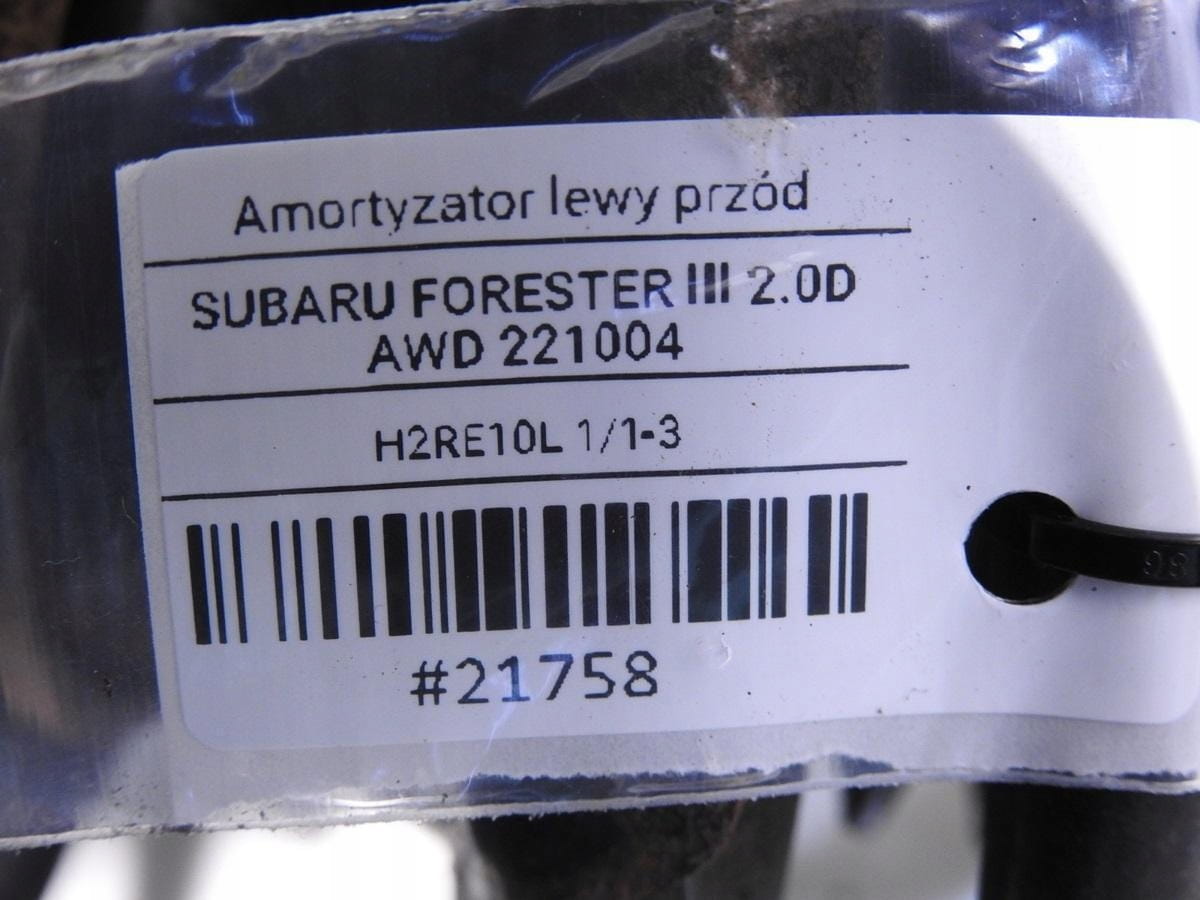 Amortyzator lewy przód
SUBARU FORESTER III 2.0D
AWD 221004
H2RE10L 1/1-3
#21758